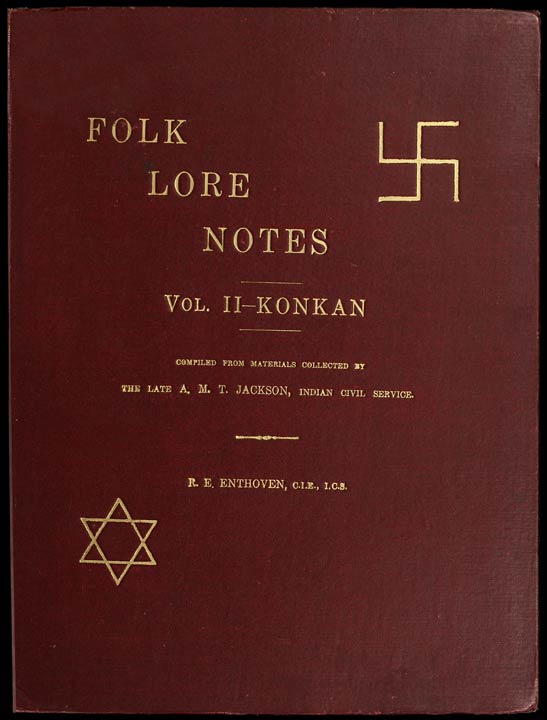 FOLK
LORE
NOTES
VOL. II—KONKAN
COMPILED FROM MATERIALS COLLECTED BY
THE LATE A. M. T. JACKSON, INDIAN CIVIL SERVICE.
R. E. ENTHOVEN, C.I.E., I.C.S.